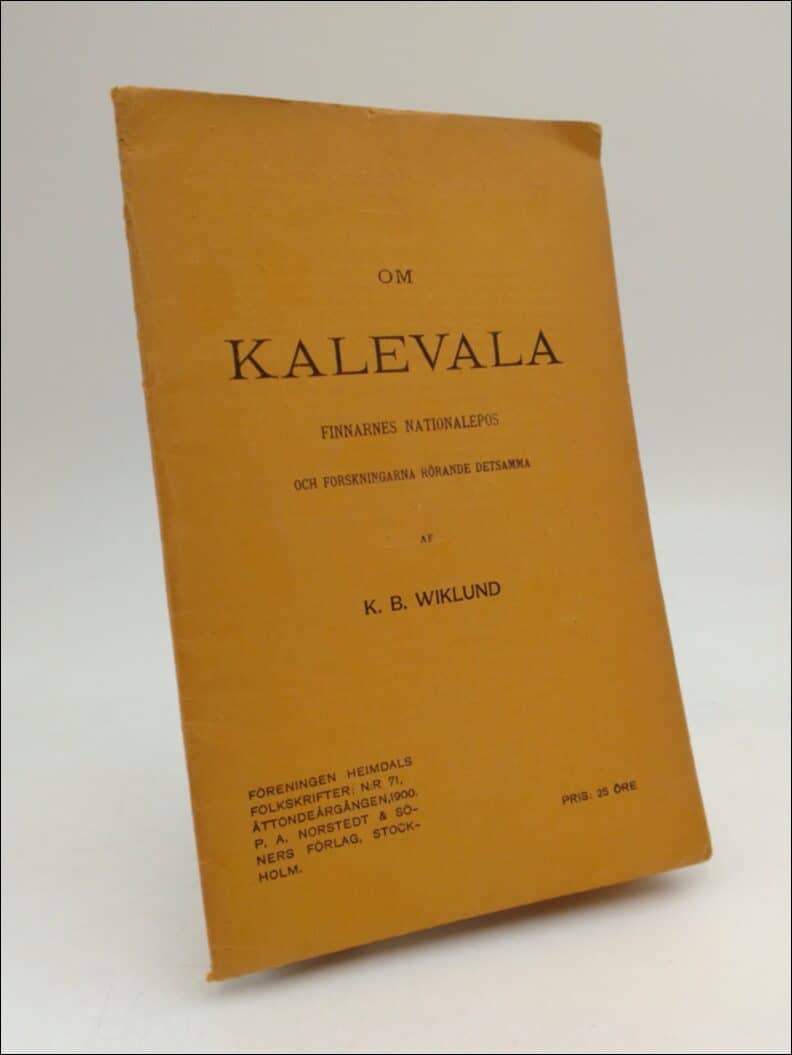 OM
KALEVALA
FINNARNES NATIONALEPOS
OCH FORSKNINGARNA RÖRANDE DETSAMMA
AF
K. B. WIKLUND
FÖRENINGEN HEIMDALS
FOLKSKRIFTER: N:R 71,
ÅTTONDEÅRGÅNGEN,1900.
P. A. NORSTEDT & SÖ-
NERS FÖRLAG, STOCK-
HOLM.
PRIS: 25 ÖRE